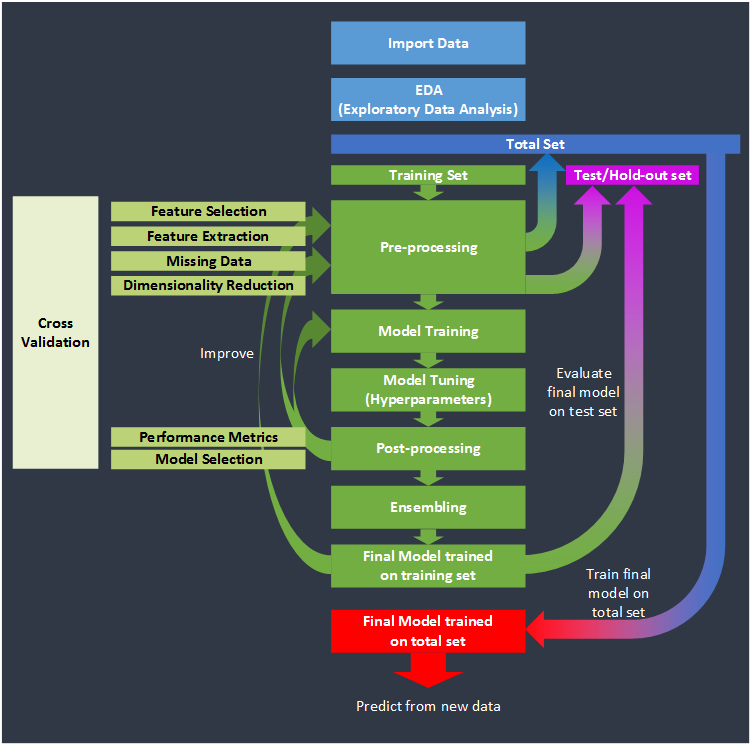 Import Data
EDA
(Exploratory Data Analysis)
Total Set
Training Set
Test/Hold-out set
Feature Selection
Feature Extraction
Missing Data
Dimensionality Reduction
Pre-processing
Cross
Validation
Improve
Model Training
Model Tuning
(Hyperparameters)
Evaluate
final model
on test set
Performance Metrics
Model Selection
Post-processing
Ensembling
Final Model trained
on training set
Train final
model on
total set
Final Model trained
on total set
Predict from new data